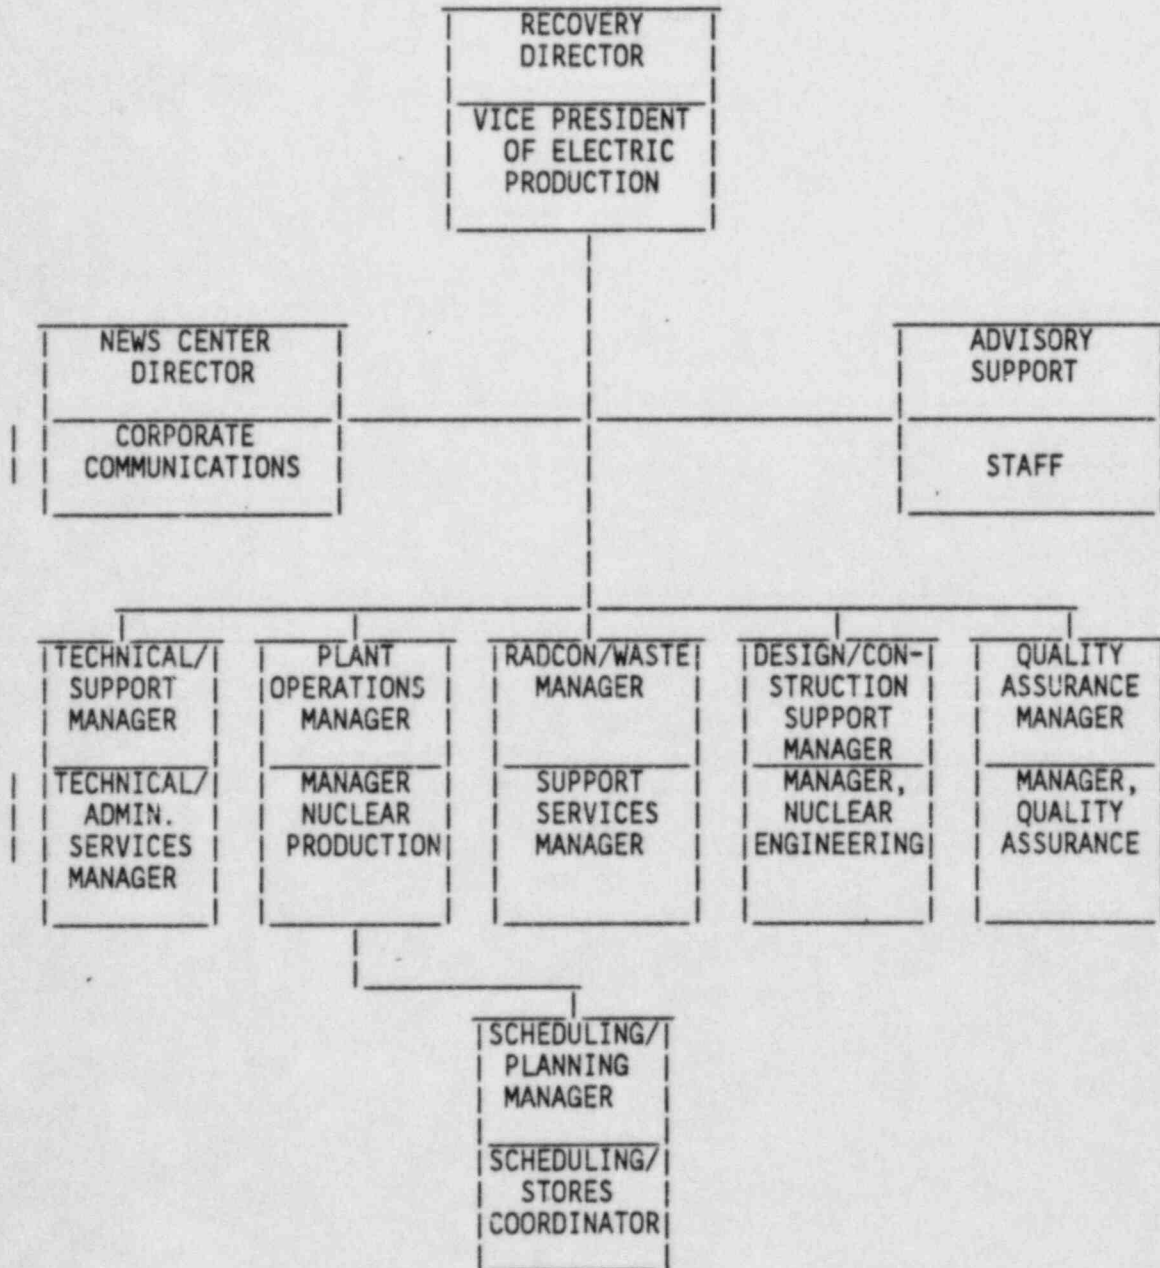 RECOVERY
DIRECTOR
VICE PRESIDENT
OF ELECTRIC
PRODUCTION
NEWS CENTER
DIRECTOR
CORPORATE
COMMUNICATIONS
ADVISORY
SUPPORT
STAFF
TECHNICAL/
SUPPORT
MANAGER
TECHNICAL/
ADMIN.
SERVICES
MANAGER
PLANT
OPERATIONS
MANAGER
MANAGER
NUCLEAR
PRODUCTION
RADCON/WASTE
MANAGER
SUPPORT
SERVICES
MANAGER
DESIGN/CON-
STRUCTION
SUPPORT
MANAGER
MANAGER,
NUCLEAR
ENGINEERING
QUALITY
ASSURANCE
MANAGER
MANAGER,
QUALITY
ASSURANCE
SCHEDULING/
PLANNING
MANAGER
SCHEDULING/
STORES
COORDINATOR